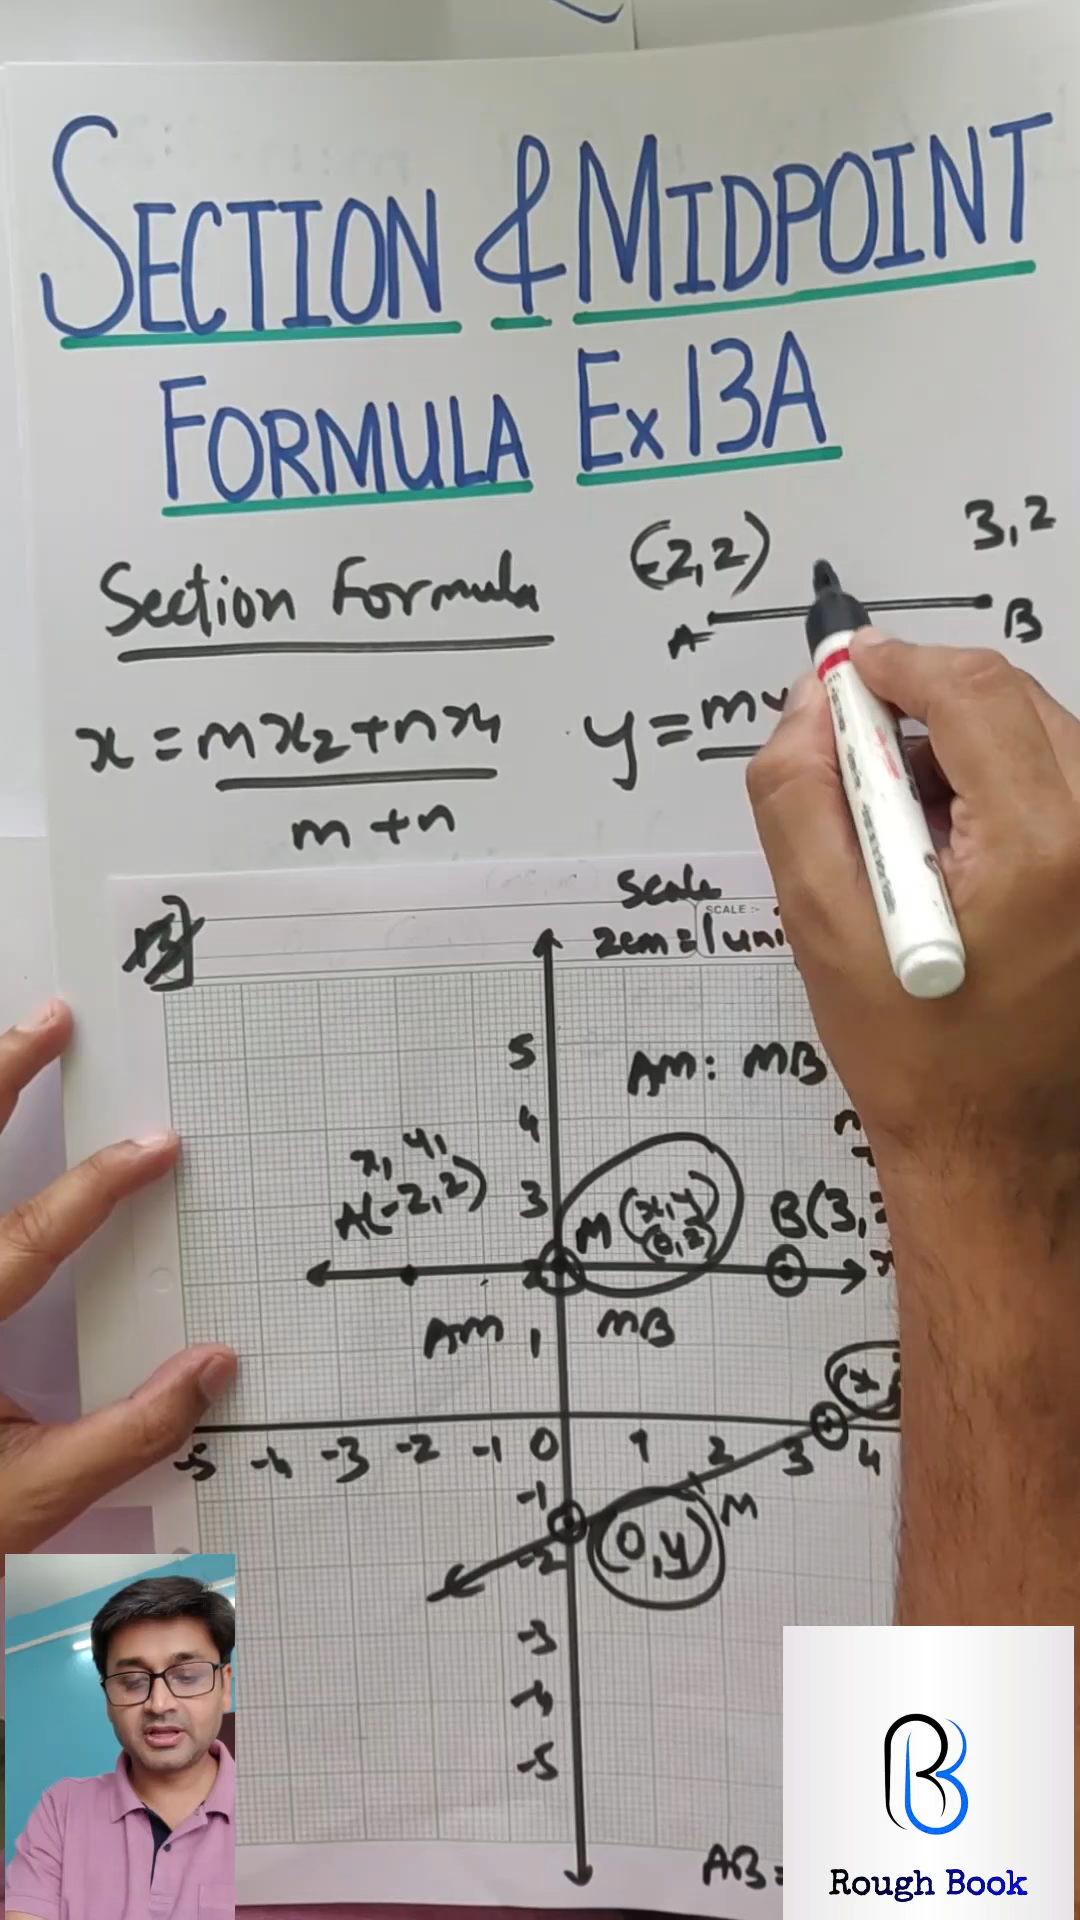 SECTION & MIDPOINT
FORMULA Ex 13A
Section Formula
(-2,2)
3,2
A
B
x = mx2+nx1
m+n
y =
Scale
SCALE :-
2cm=1
AM: MB
5
4
3
2
1
x1 y1
A(-2,2)
M (x,y)
(0,2)
B(3,
AM
MB
-5 -4 -3 -2 -1 0 1 2 3 4
-1
-2
-3
-4
-5
M
(0,y)
AB=
Rough Book